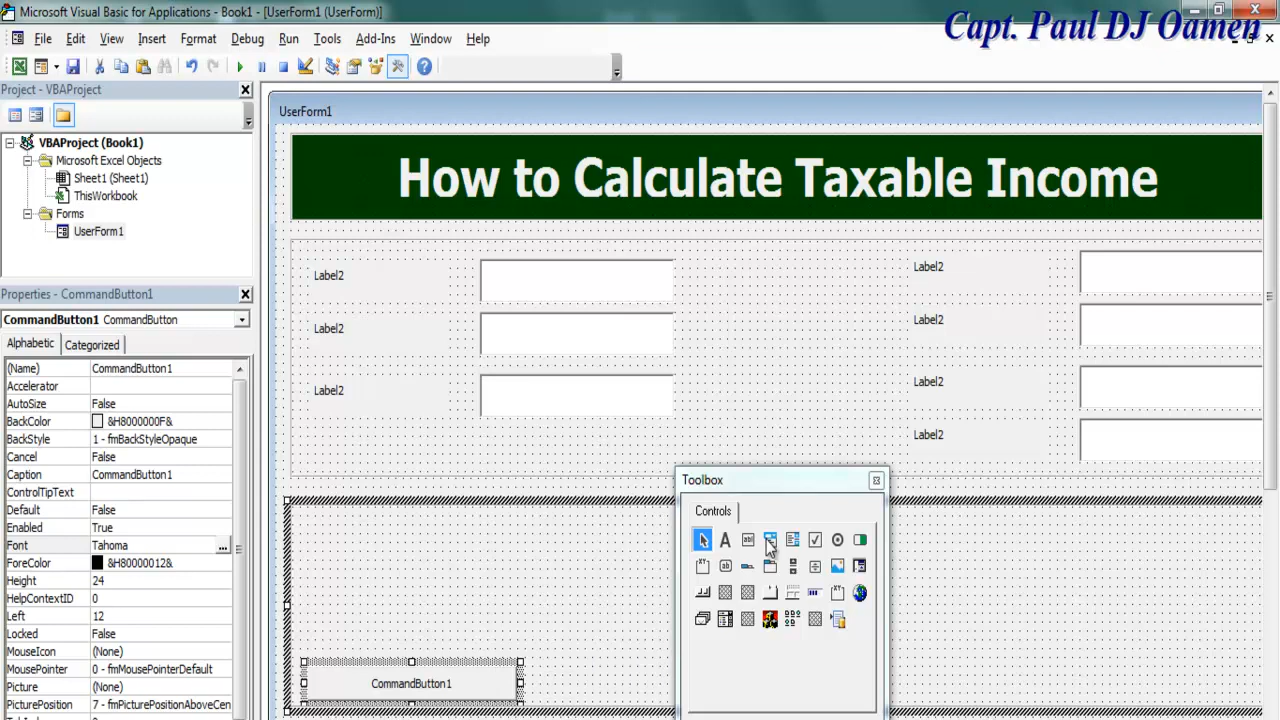 Microsoft Visual Basic for Applications - Book1 - [UserForm1 (UserForm)]
Capt. Paul DJ Oamen
File Edit View Insert Format Debug Run Tools Add-Ins Window Help
Project - VBAProject
VBAProject (Book1)
Microsoft Excel Objects
Sheet1 (Sheet1)
ThisWorkbook
Forms
UserForm1
Properties - CommandButton1
CommandButton1 CommandButton
Alphabetic Categorized
(Name) CommandButton1
Accelerator
AutoSize False
BackColor &H8000000F&
BackStyle 1 - fmBackStyleOpaque
Cancel False
Caption CommandButton1
ControlTipText
Default False
Enabled True
Font Tahoma ...
ForeColor &H80000012&
Height 24
HelpContextID 0
Left 12
Locked False
MouseIcon (None)
MousePointer 0 - fmMousePointerDefault
Picture (None)
PicturePosition 7 - fmPicturePositionAboveCen
UserForm1
How to Calculate Taxable Income
Label2 Label2
Label2 Label2
Label2 Label2
Label2
Toolbox
Controls
CommandButton1